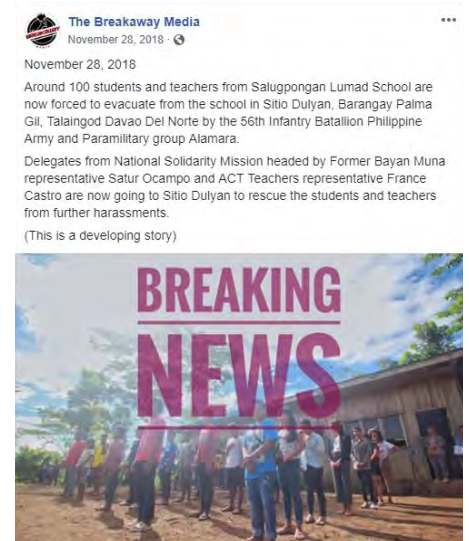 The Breakaway Media
November 28, 2018
November 28, 2018
Around 100 students and teachers from Salugpongan Lumad School are
now forced to evacuate from the school in Sitio Dulyan, Barangay Palma
Gil, Talaingod Davao Del Norte by the 56th Infantry Batallion Philippine
Army and Paramilitary group Alamara.
Delegates from National Solidarity Mission headed by Former Bayan Muna
representative Satur Ocampo and ACT Teachers representative France
Castro are now going to Sitio Dulyan to rescue the students and teachers
from further harassments.
(This is a developing story)
BREAKING
NEWS